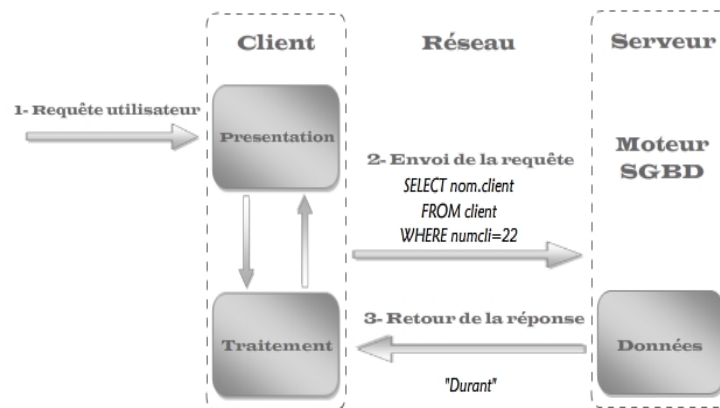 Client
Réseau
Serveur
1- Requête utilisateur
Presentation
2- Envoi de la requête
SELECT nom.client
FROM client
WHERE numcli=22
Moteur
SGBD
3- Retour de la réponse
Traitement
Données
"Durant"